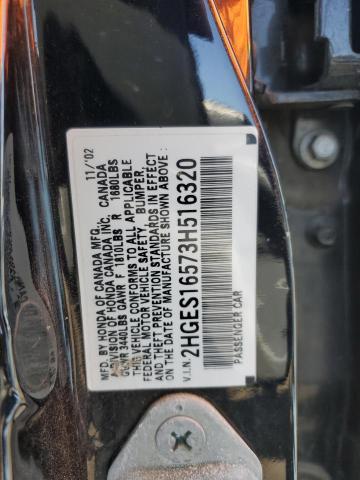 MFD. BY HONDA OF CANADA MFG. 11/'02
A DIVISION OF HONDA CANADA INC. CANADA
GVWR 3440LBS GAWR F 1810LBS R 1680LBS
THIS VEHICLE CONFORMS TO ALL APPLICABLE
FEDERAL MOTOR VEHICLE SAFETY, BUMPER,
AND THEFT PREVENTION STANDARDS IN EFFECT
ON THE DATE OF MANUFACTURE SHOWN ABOVE.
V.I.N. 2HGES16573H516320
PASSENGER CAR